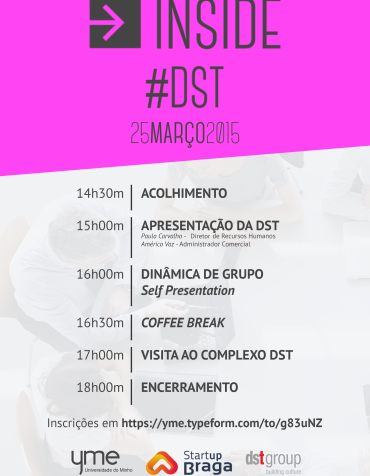 INSIDE
#DST
25MARÇO2015
14h30m ACOLHIMENTO
15h00m APRESENTAÇÃO DA DST
Paulo Carvalho - Diretor de Recursos Humanos
Américo Vaz - Administrador Comercial
16h00m DINÂMICA DE GRUPO
Self Presentation
16h30m COFFEE BREAK
17h00m VISITA AO COMPLEXO DST
18h00m ENCERRAMENTO
Inscrições em https://yme.typeform.com/to/g83uNZ
yme
Universidade do Minho
Startup
Braga
dstgroup
building culture